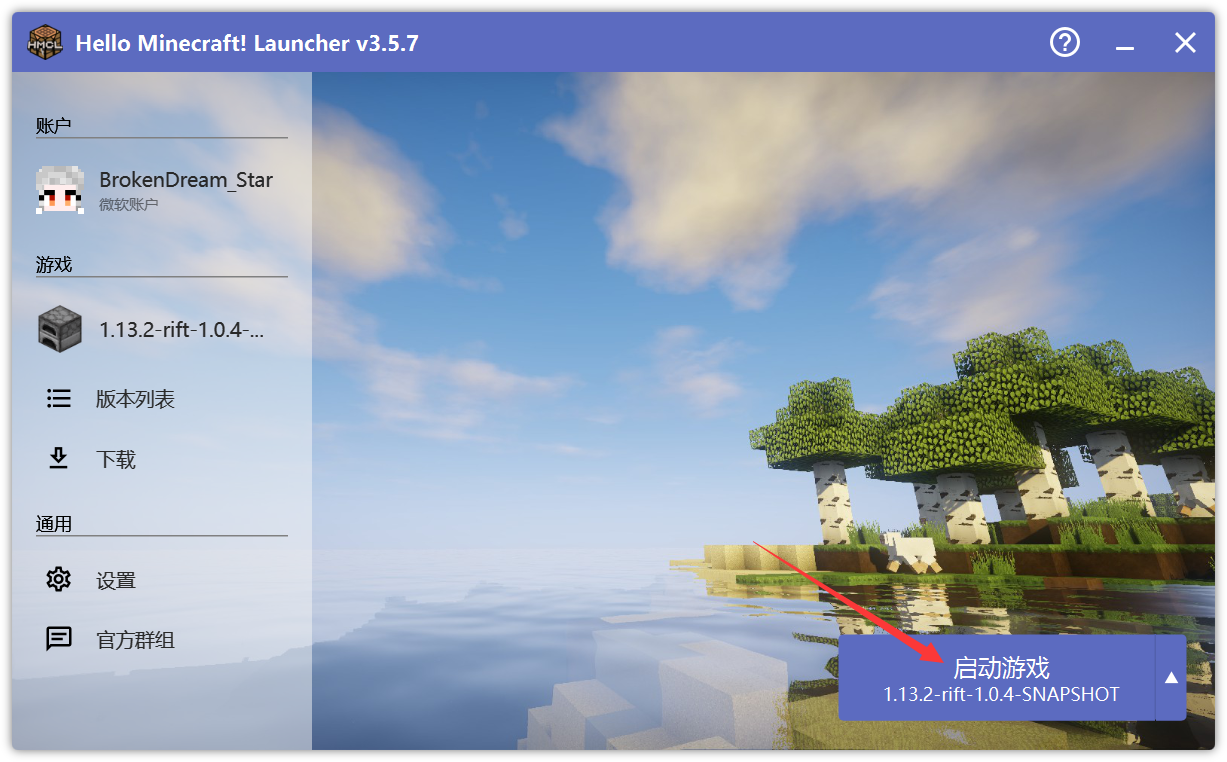 HMCL
Hello Minecraft! Launcher v3.5.7
账户
BrokenDream_Star
微软账户
游戏
1.13.2-rift-1.0.4-...
版本列表
下载
通用
设置
官方群组
启动游戏
1.13.2-rift-1.0.4-SNAPSHOT